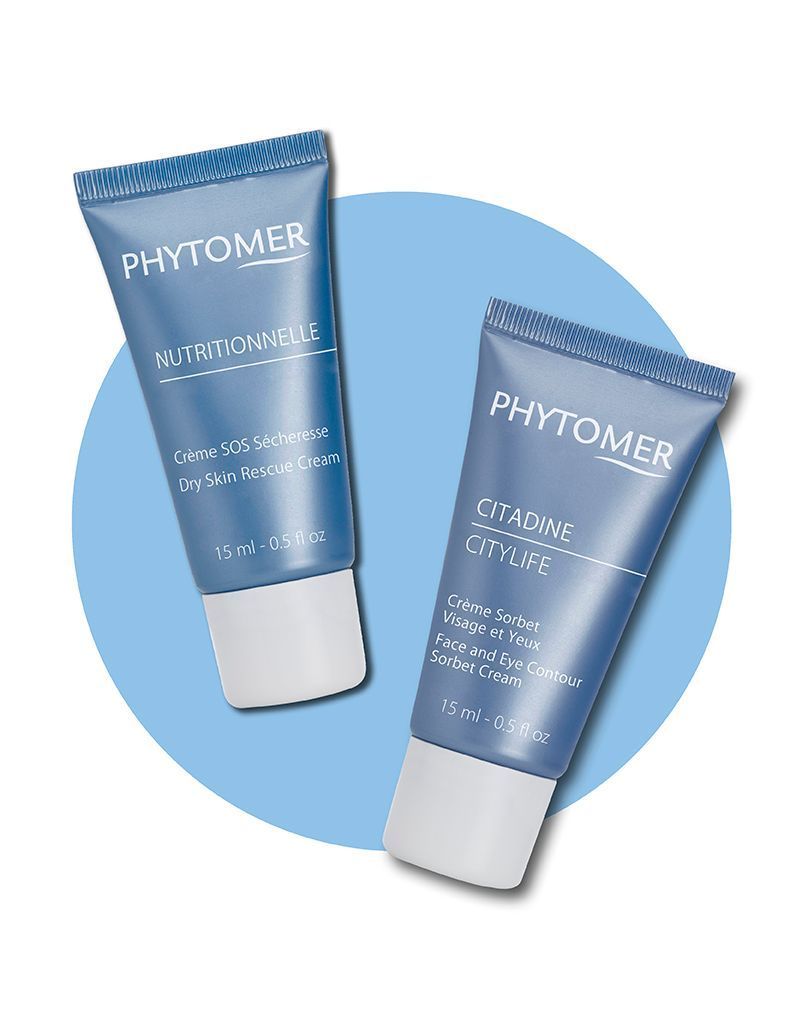 PHYTOMER
NUTRITIONNELLE
Crème SOS Sécheresse
Dry Skin Rescue Cream
15 ml - 0.5 fl oz
PHYTOMER
CITADINE
CITYLIFE
Crème Sorbet
Visage et Yeux
Face and Eye Contour
Sorbet Cream
15 ml - 0.5 fl oz